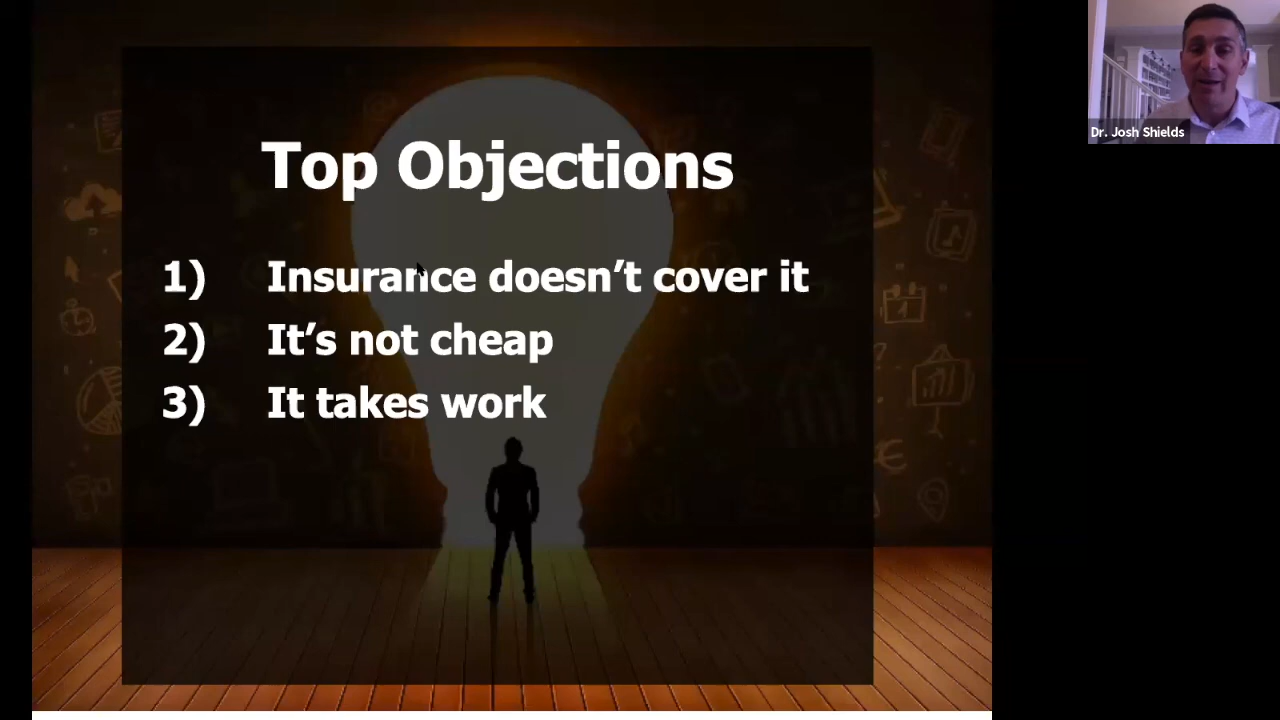 Top Objections
1) Insurance doesn’t cover it
2) It’s not cheap
3) It takes work
Dr. Josh Shields